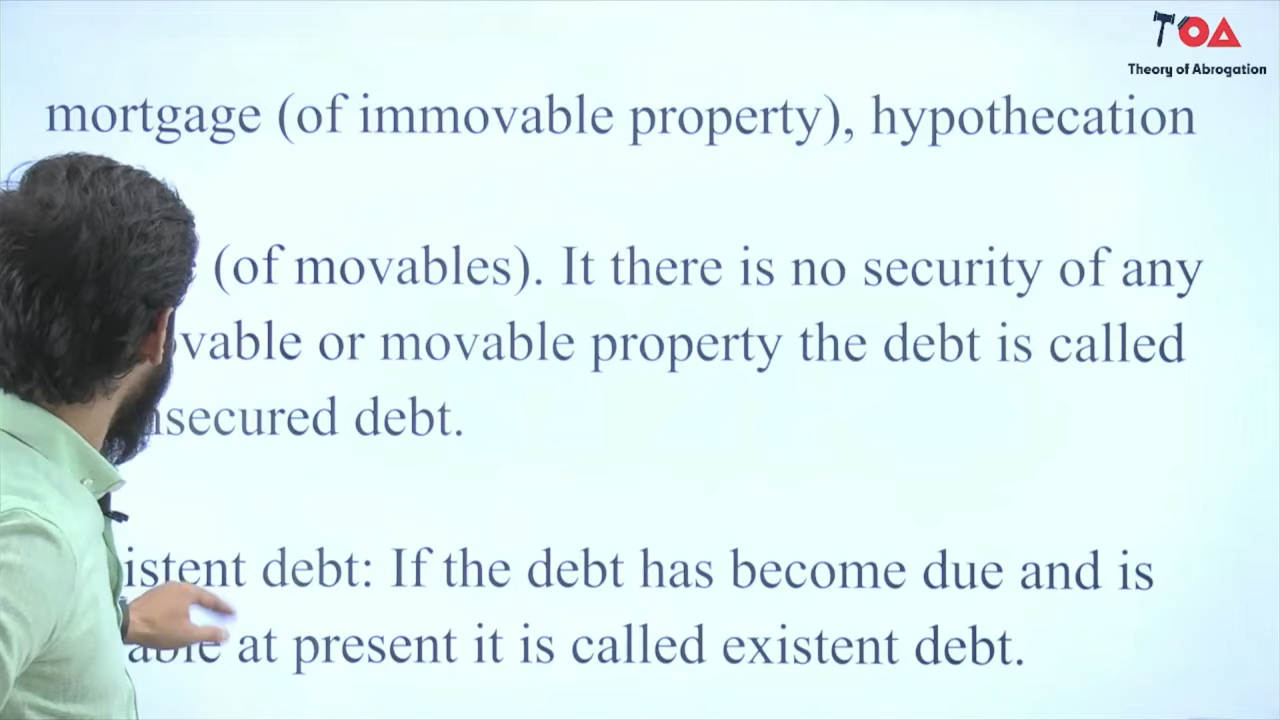 TOA
Theory of Abrogation
mortgage (of immovable property), hypothecation
(of movables). It there is no security of any
vable or movable property the debt is called
nsecured debt.
istent debt: If the debt has become due and is
able at present it is called existent debt.